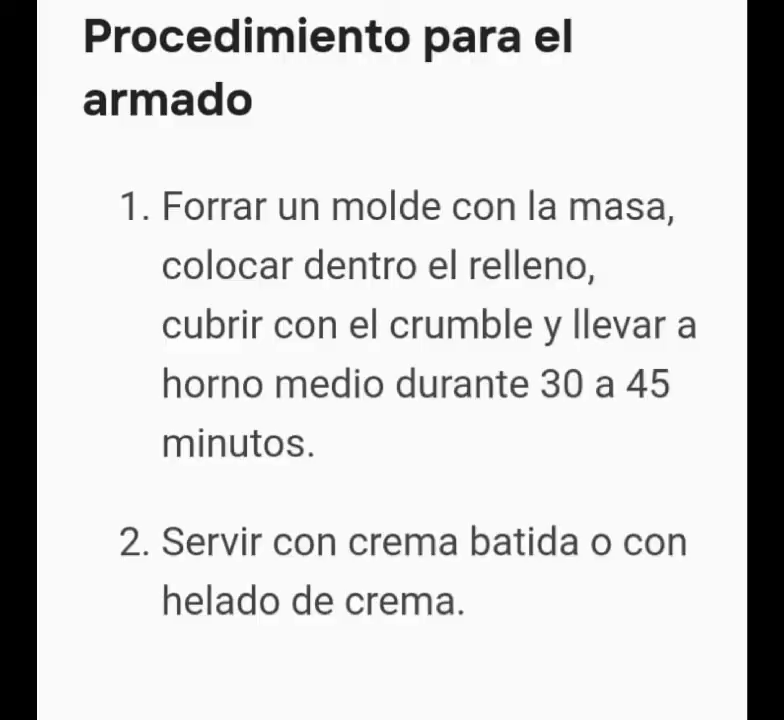 Procedimiento para el
armado
1. Forrar un molde con la masa,
colocar dentro el relleno,
cubrir con el crumble y llevar a
horno medio durante 30 a 45
minutos.
2. Servir con crema batida o con
helado de crema.